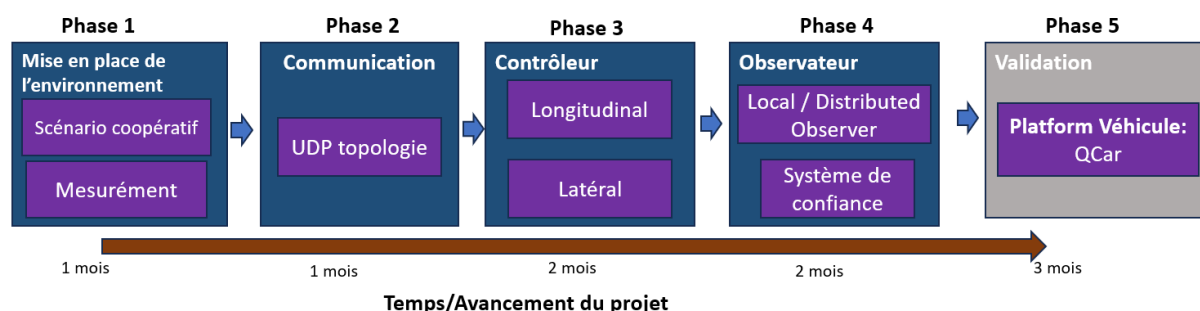 Phase 1
Mise en place de
l'environnement
Scénario coopératif
Mesurément
Phase 2
Communication
UDP topologie
Phase 3
Contrôleur
Longitudinal
Latéral
Phase 4
Observateur
Local / Distributed
Observer
Système de
confiance
Phase 5
Validation
Platform Véhicule:
QCar
1 mois
1 mois
2 mois
2 mois
3 mois
Temps/Avancement du projet